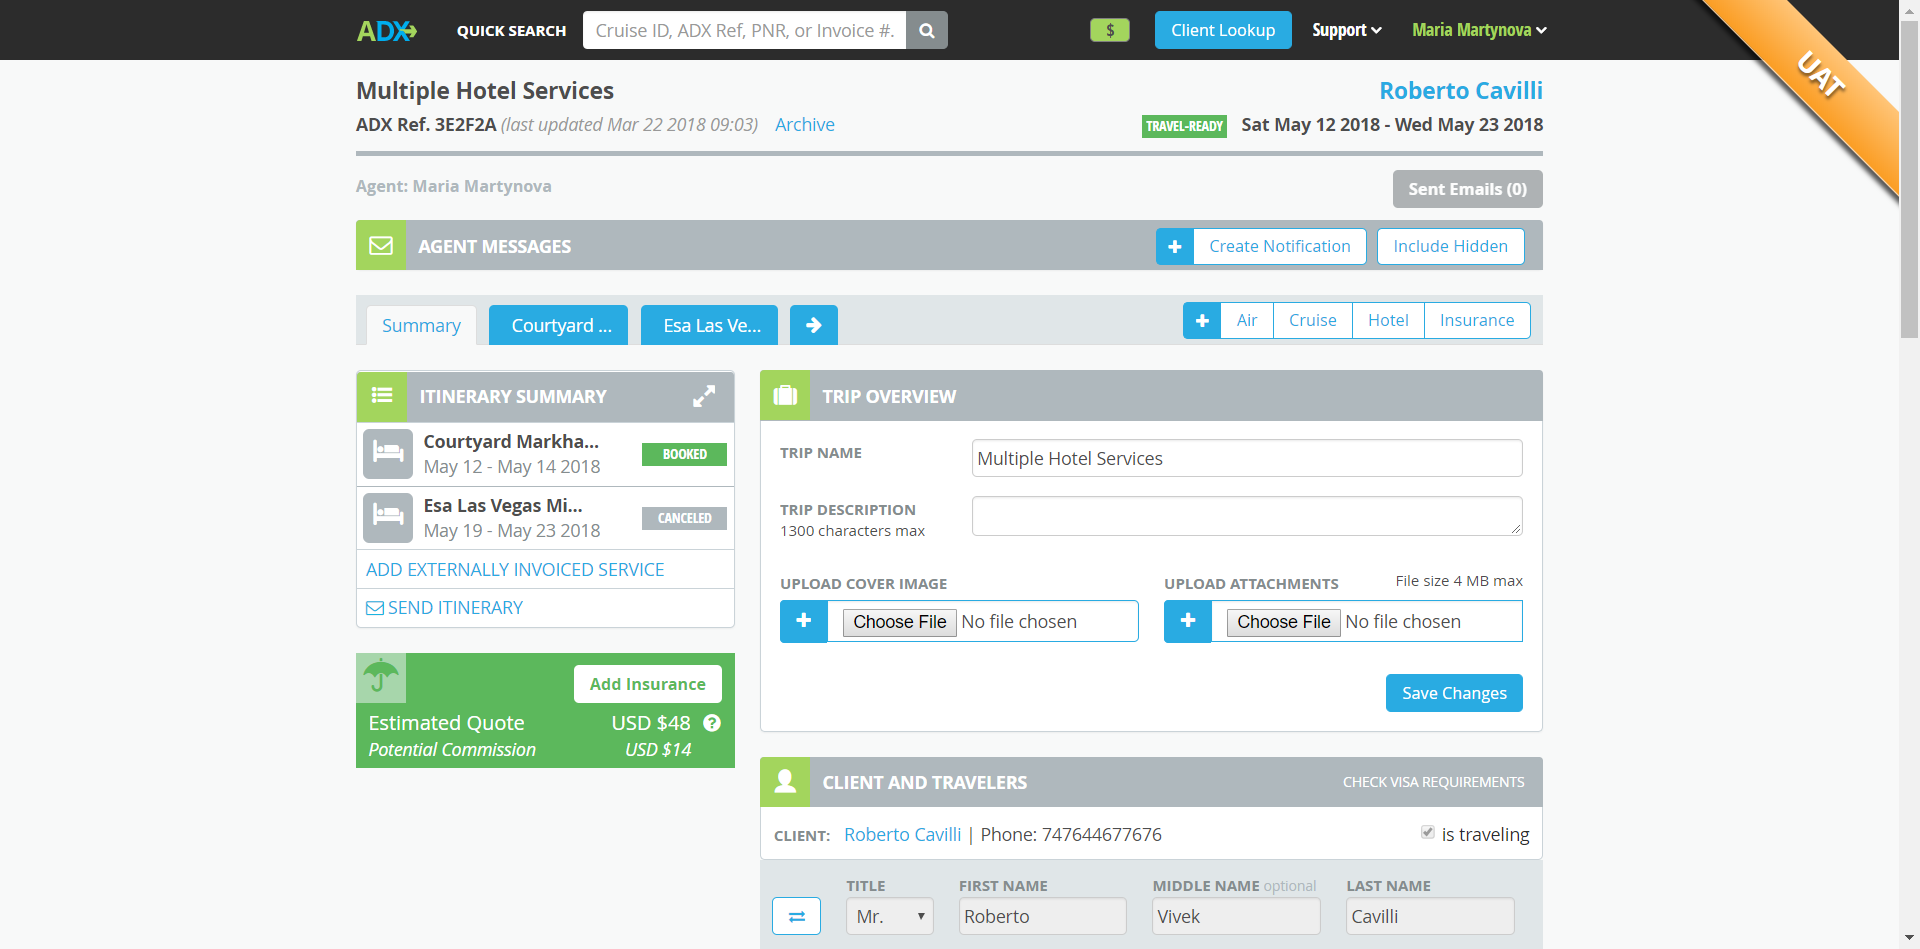 ADX QUICK SEARCH Cruise ID, ADX Ref, PNR, or Invoice #. $ Client Lookup Support Maria Martynova
UAT
Multiple Hotel Services Roberto Cavilli
ADX Ref. 3E2F2A (last updated Mar 22 2018 09:03) Archive TRAVEL-READY Sat May 12 2018 - Wed May 23 2018
Agent: Maria Martynova Sent Emails (0)
AGENT MESSAGES Create Notification Include Hidden
Summary Courtyard ... Esa Las Ve... Air Cruise Hotel Insurance
ITINERARY SUMMARY
Courtyard Markha...
May 12 - May 14 2018
BOOKED
Esa Las Vegas Mi...
May 19 - May 23 2018
CANCELED
ADD EXTERNALLY INVOICED SERVICE
SEND ITINERARY
Add Insurance
Estimated Quote USD $48 ?
Potential Commission USD $14
TRIP OVERVIEW
TRIP NAME Multiple Hotel Services
TRIP DESCRIPTION
1300 characters max
UPLOAD COVER IMAGE
Choose File No file chosen
UPLOAD ATTACHMENTS File size 4 MB max
Choose File No file chosen
Save Changes
CLIENT AND TRAVELERS CHECK VISA REQUIREMENTS
CLIENT: Roberto Cavilli | Phone: 747644677676 is traveling
TITLE FIRST NAME MIDDLE NAME optional LAST NAME
Mr. Roberto Vivek Cavilli